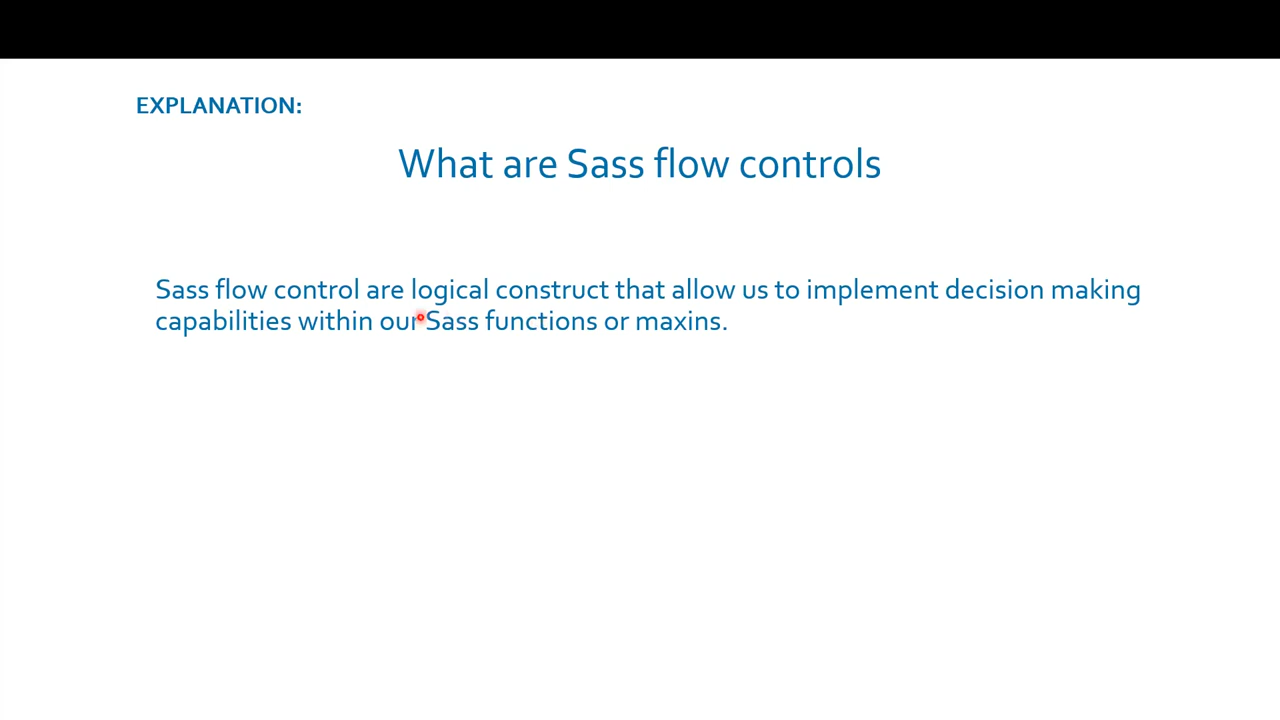 EXPLANATION:
What are Sass flow controls
Sass flow control are logical construct that allow us to implement decision making
capabilities within our Sass functions or maxins.